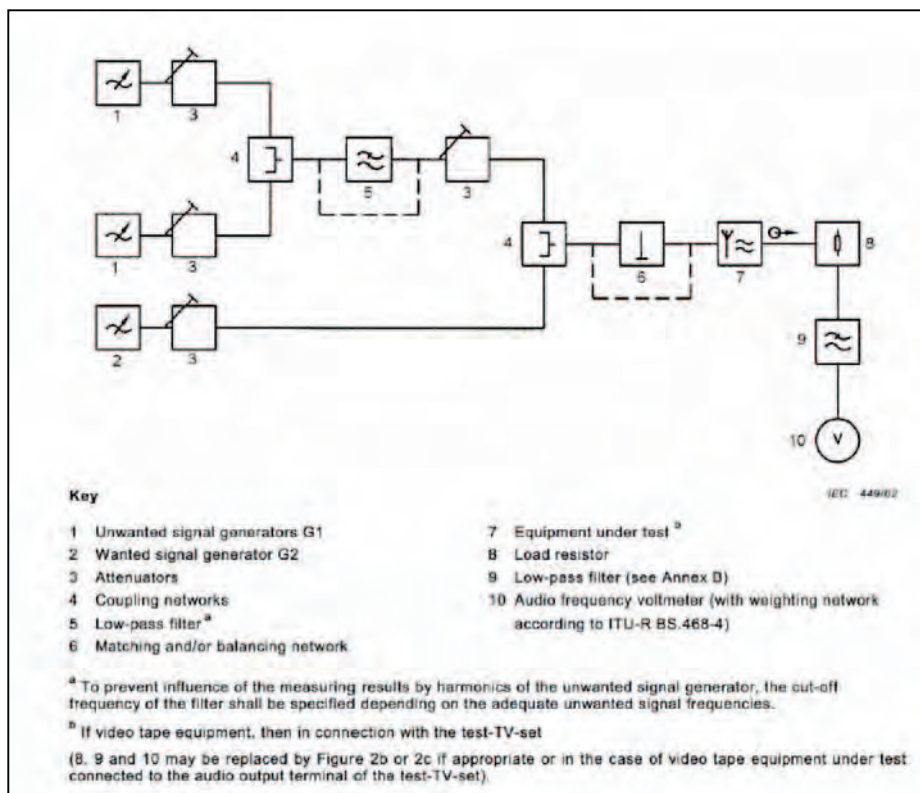 1
3
4
5
3
1
3
4
6
7
8
2
3
9
V
10
IEC 449/02
Key
1 Unwanted signal generators G1
2 Wanted signal generator G2
3 Attenuators
4 Coupling networks
5 Low-pass filter a
6 Matching and/or balancing network
7 Equipment under test b
8 Load resistor
9 Low-pass filter (see Annex D)
10 Audio frequency voltmeter (with weighting network
according to ITU-R BS.468-4)
a To prevent influence of the measuring results by harmonics of the unwanted signal generator, the cut-off
frequency of the filter shall be specified depending on the adequate unwanted signal frequencies.
b If video tape equipment, then in connection with the test-TV-set
(8, 9 and 10 may be replaced by Figure 2b or 2c if appropriate or in the case of video tape equipment under test
connected to the audio output terminal of the test-TV-set).